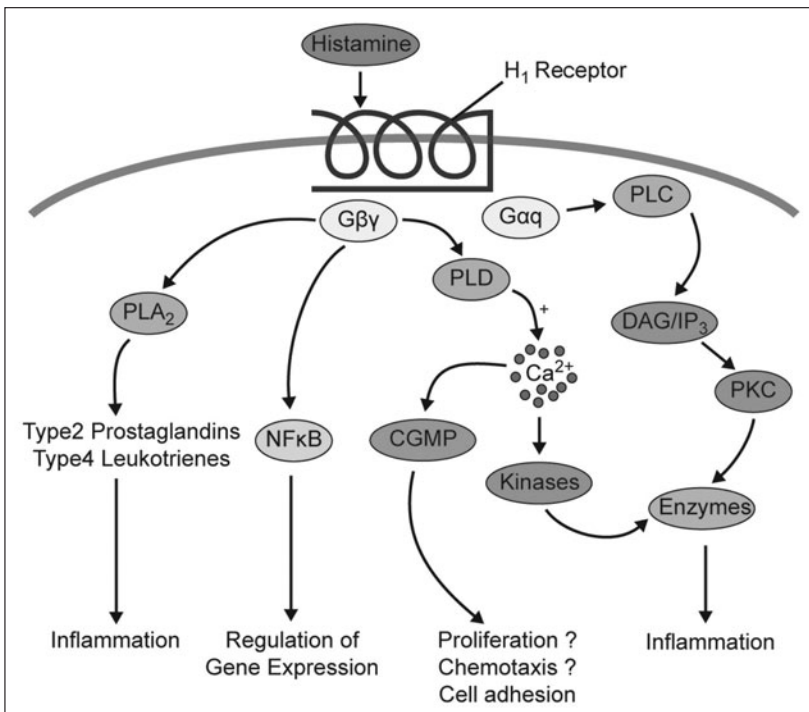 Histamine
H₁ Receptor
PLC
Gβγ
Gαq
PLD
PLA₂
+
DAG/IP₃
Ca²⁺
PKC
Type2 Prostaglandins
Type4 Leukotrienes
NFκB
CGMP
Kinases
Enzymes
Inflammation
Regulation of
Gene Expression
Proliferation ?
Chemotaxis ?
Cell adhesion
Inflammation